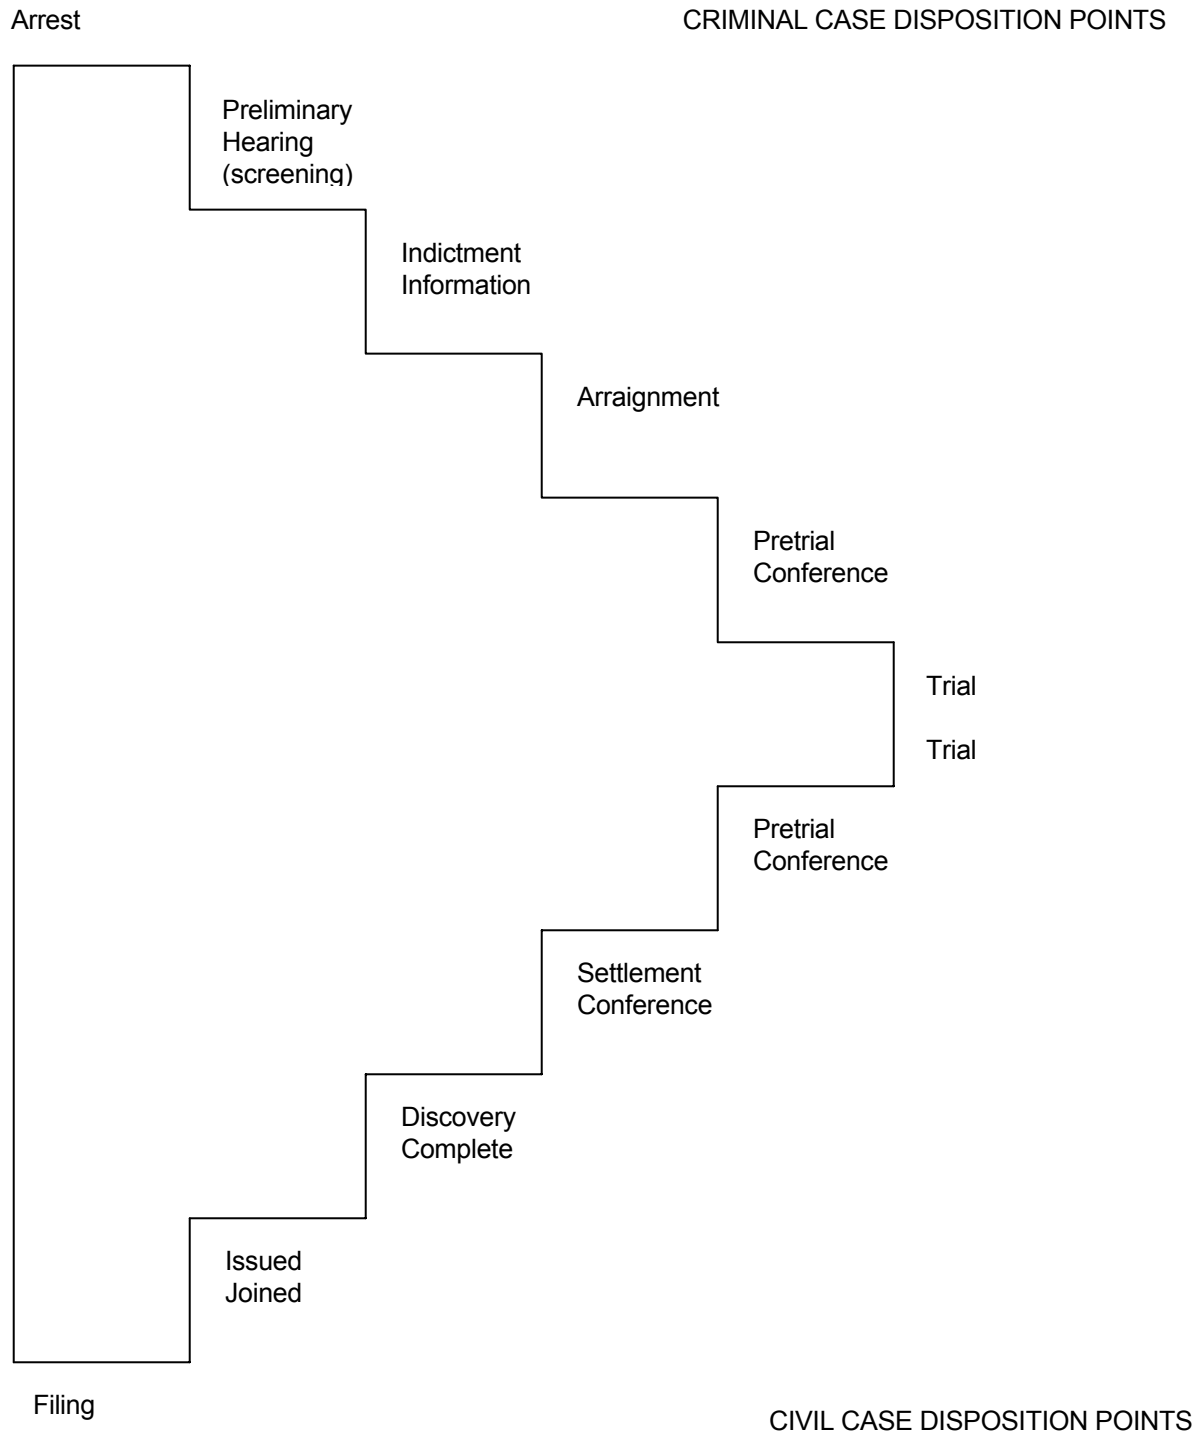 Arrest
CRIMINAL CASE DISPOSITION POINTS
Preliminary
Hearing
(screening)
Indictment
Information
Arraignment
Pretrial
Conference
Trial
Trial
Pretrial
Conference
Settlement
Conference
Discovery
Complete
Issued
Joined
Filing
CIVIL CASE DISPOSITION POINTS